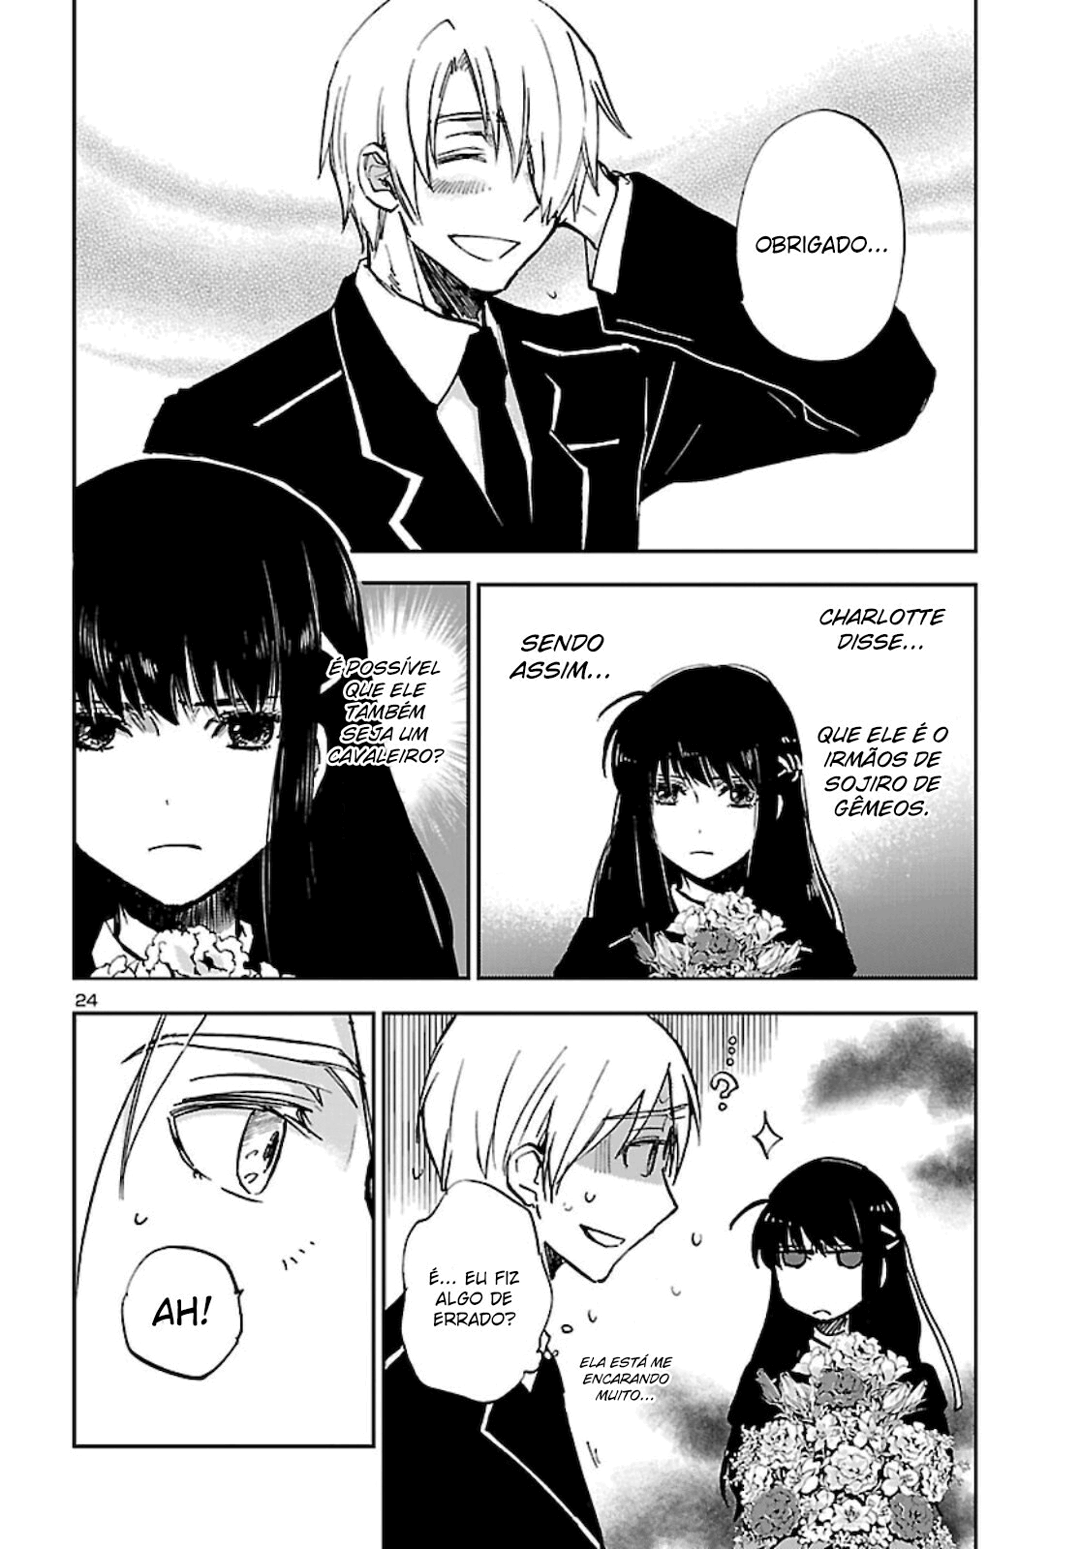 OBRIGADO...
CHARLOTTE
DISSE...
QUE ELE É O
IRMÃOS DE
SOJIRO DE
GÊMEOS.
SENDO
ASSIM...
É POSSÍVEL
QUE ELE
TAMBÉM
SEJA UM
CAVALEIRO?
24
?
É... EU FIZ
ALGO DE
ERRADO?
ELA ESTÁ ME
ENCARANDO
MUITO...
AH!